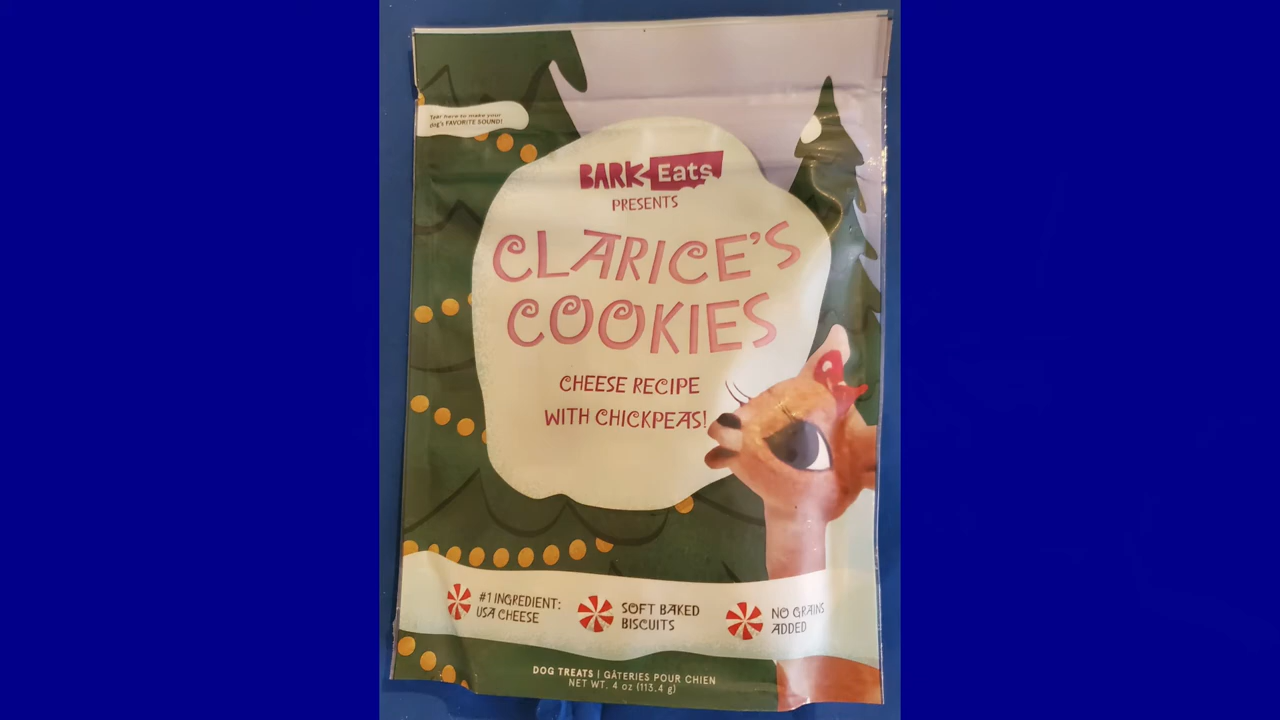 Tear here to make your
dog's FAVORITE SOUND!
BARK Eats
PRESENTS
CLARICE'S
COOKIES
CHEESE RECIPE
WITH CHICKPEAS!
#1 INGREDIENT:
USA CHEESE
SOFT BAKED
BISCUITS
NO GRAINS
ADDED
DOG TREATS | GÂTERIES POUR CHIEN
NET WT. 4 oz (113.4 g)